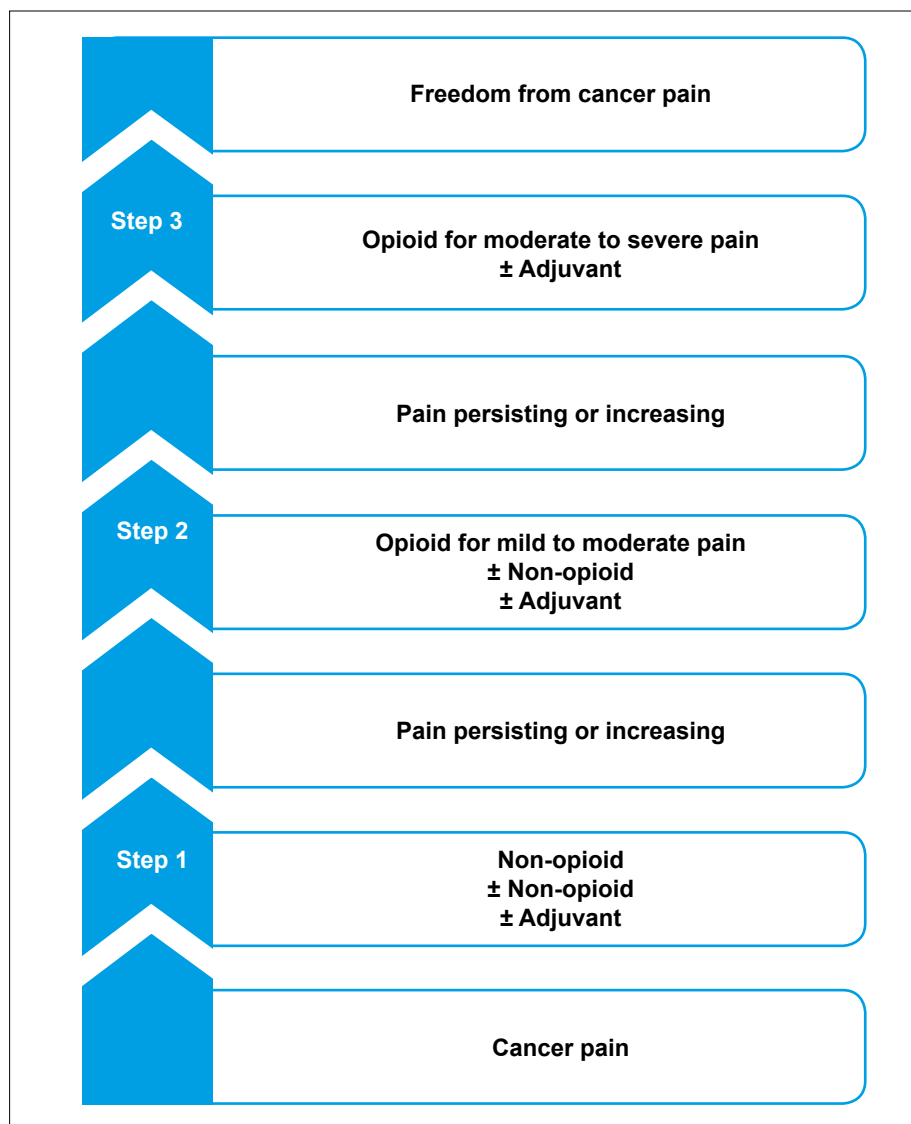 Freedom from cancer pain
Step 3
Opioid for moderate to severe pain
± Adjuvant
Pain persisting or increasing
Step 2
Opioid for mild to moderate pain
± Non-opioid
± Adjuvant
Pain persisting or increasing
Step 1
Non-opioid
± Non-opioid
± Adjuvant
Cancer pain